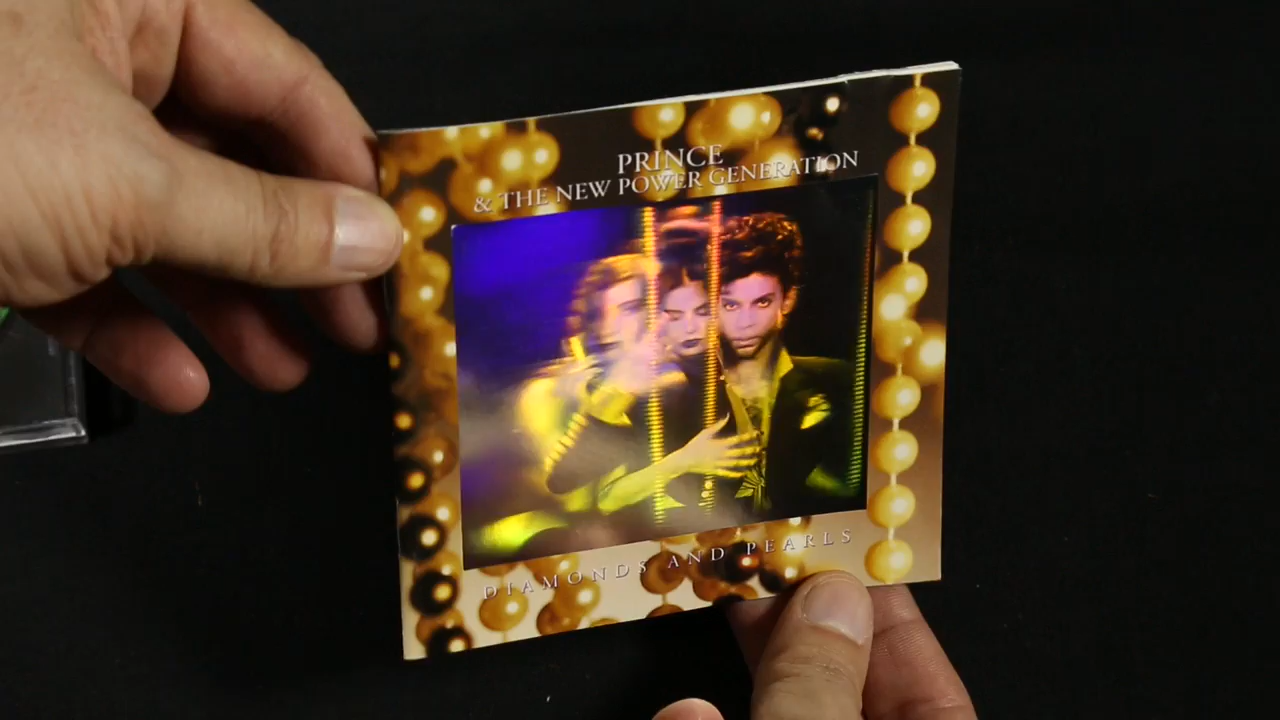 PRINCE
& THE NEW POWER GENERATION
DIAMONDS AND PEARLS